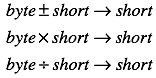 byte ± short → short
byte × short → short
byte ÷ short → short